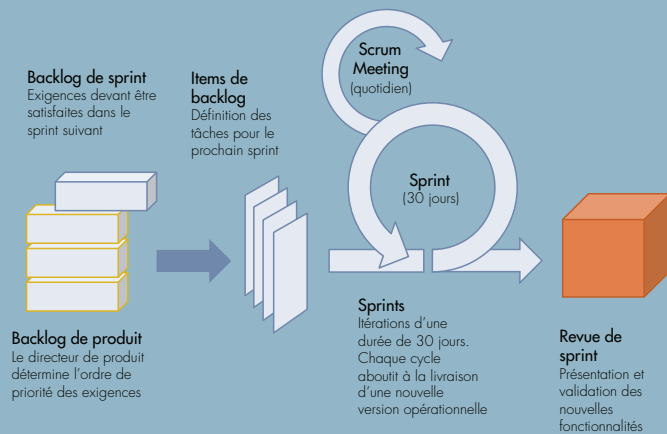 Backlog de sprint
Exigences devant être
satisfaites dans le
sprint suivant
Items de
backlog
Définition des
tâches pour le
prochain sprint
Scrum
Meeting
(quotidien)
Sprint
(30 jours)
Backlog de produit
Le directeur de produit
détermine l’ordre de
priorité des exigences
Sprints
Itérations d’une
durée de 30 jours.
Chaque cycle
aboutit à la livraison
d’une nouvelle
version opérationnelle
Revue de
sprint
Présentation et
validation des
nouvelles
fonctionnalités